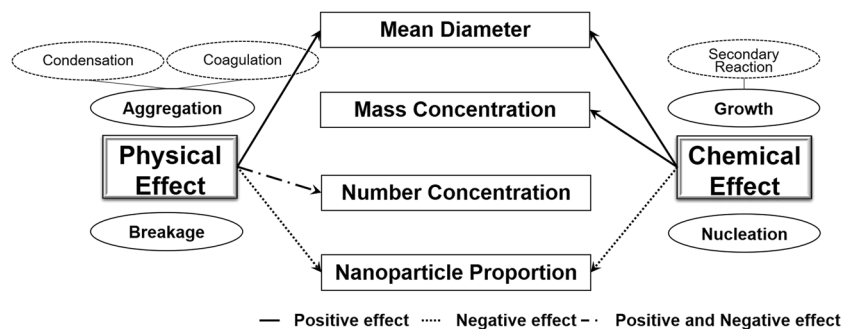 Mean Diameter
Condensation
Coagulation
Secondary
Reaction
Aggregation
Mass Concentration
Growth
Physical
Effect
Chemical
Effect
Number Concentration
Breakage
Nucleation
Nanoparticle Proportion
Positive effect
Negative effect
Positive and Negative effect